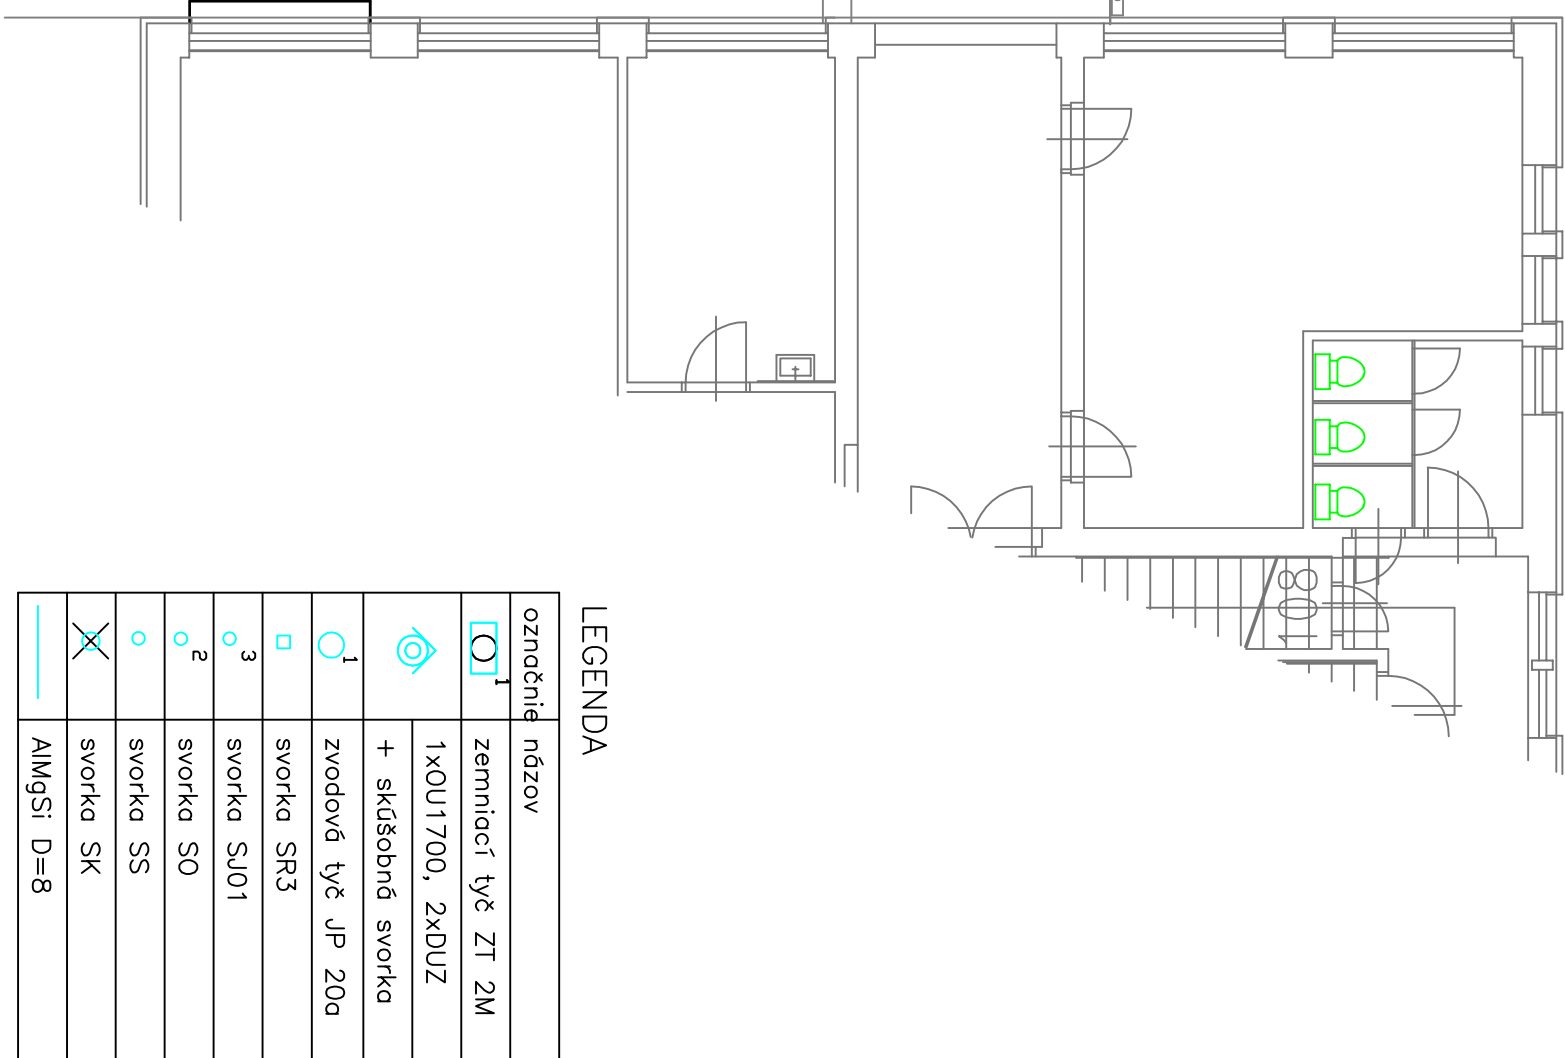 108
LEGENDA
označnie názov
1 zemniací tyč ZT 2M
1xOU1700, 2xDUZ
+ skúšobná svorka
1 zvodová tyč JP 20a
svorka SR3
3 svorka SJ01
2 svorka SO
svorka SS
svorka SK
AlMgSi D=8